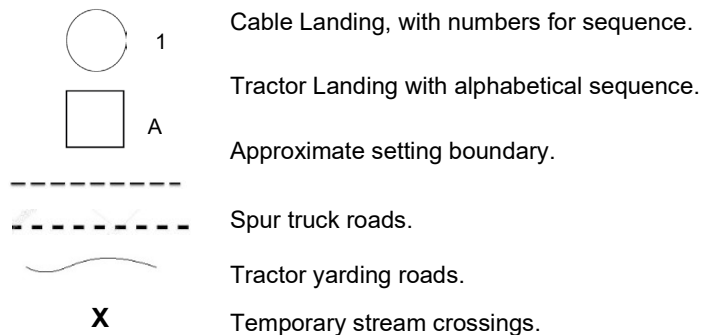 1 Cable Landing, with numbers for sequence.
A Tractor Landing with alphabetical sequence.
Approximate setting boundary.
Spur truck roads.
Tractor yarding roads.
X Temporary stream crossings.